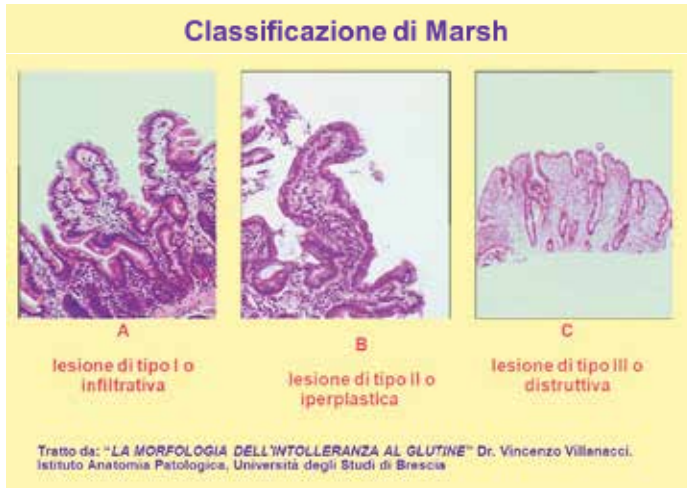 Classificazione di Marsh
A
lesione di tipo I o
infiltrativa
B
lesione di tipo II o
iperplastica
C
lesione di tipo III o
distruttiva
Tratto da: “LA MORFOLOGIA DELL'INTOLLERANZA AL GLUTINE” Dr. Vincenzo Villanacci.
Istituto Anatomia Patologica, Università degli Studi di Brescia